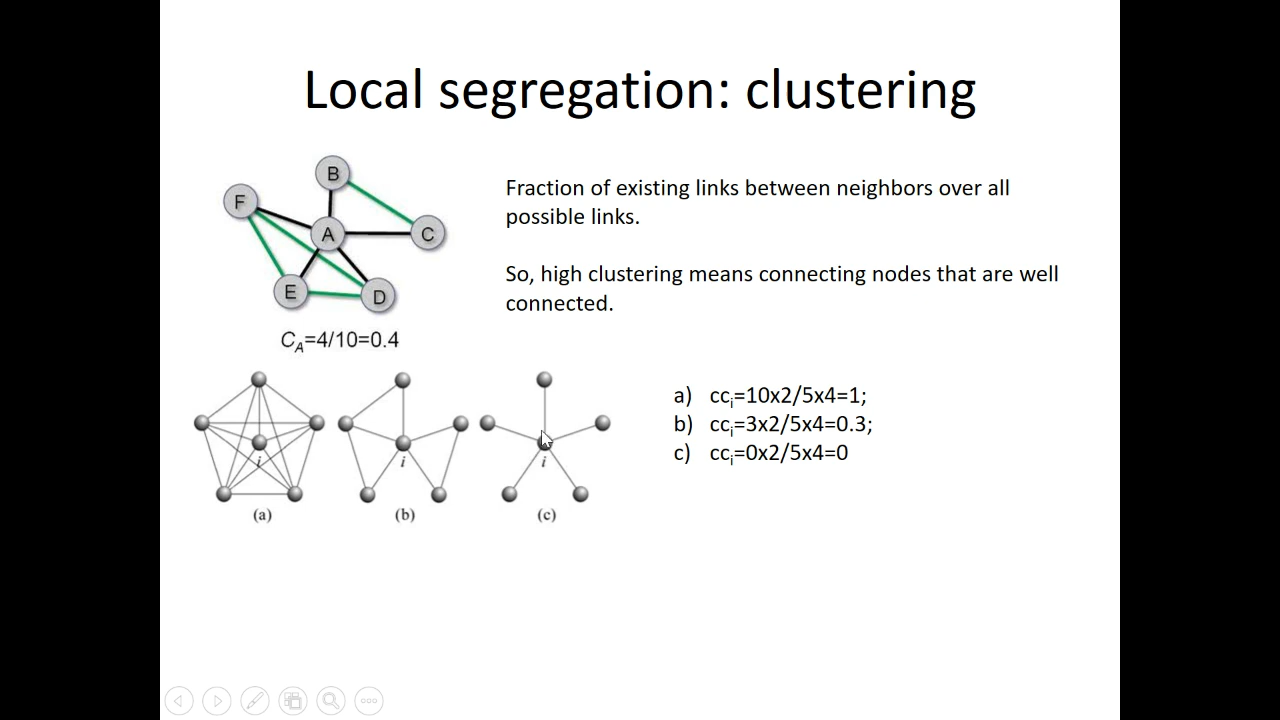 Local segregation: clustering
B
F
A
C
E
D
C_A=4/10=0.4
Fraction of existing links between neighbors over all
possible links.
So, high clustering means connecting nodes that are well
connected.
i
i
i
(a)
(b)
(c)
a) cc_i=10x2/5x4=1;
b) cc_i=3x2/5x4=0.3;
c) cc_i=0x2/5x4=0